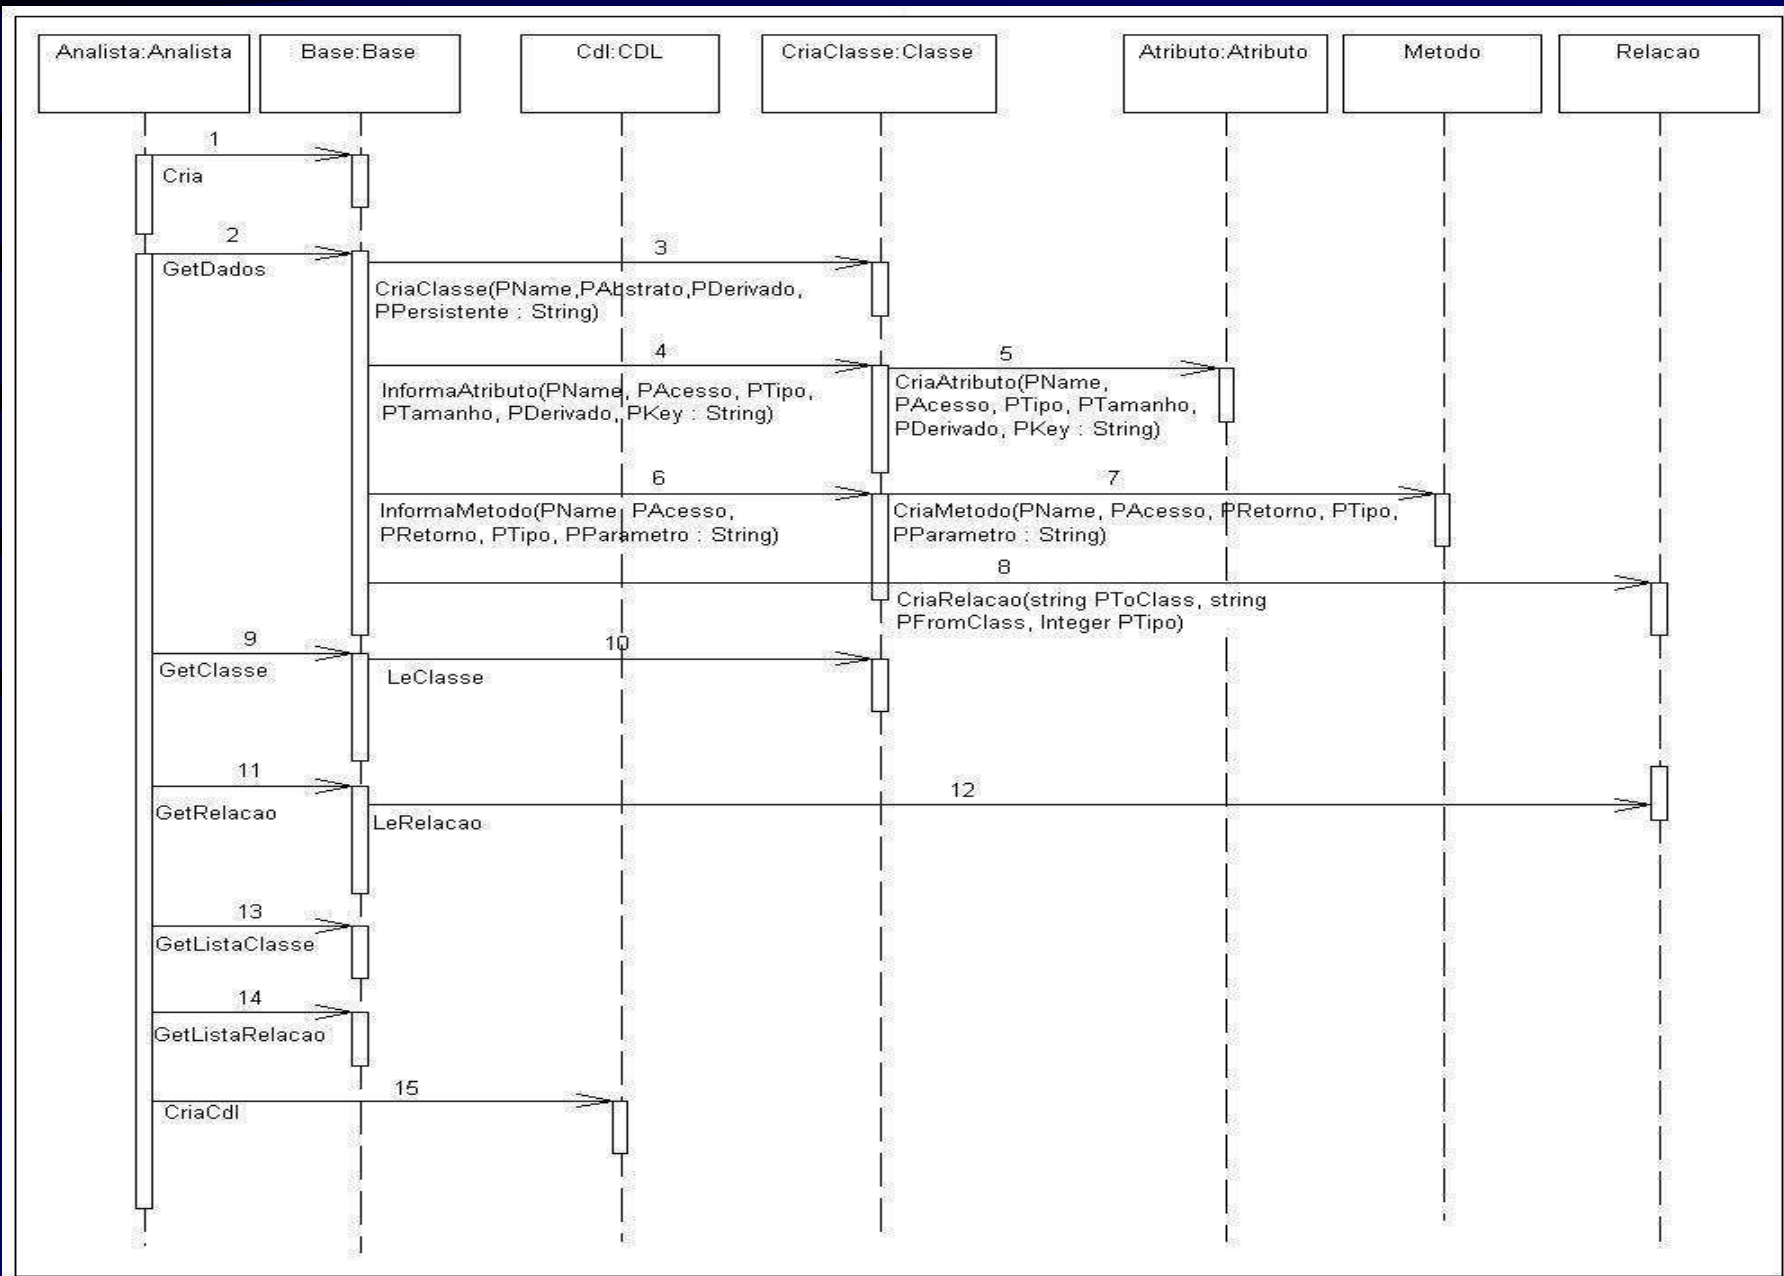 Analista:Analista
Base:Base
Cdl:CDL
CriaClasse:Classe
Atributo:Atributo
Metodo
Relacao
1
Cria
2
GetDados
3
CriaClasse(PName,PAbstrato,PDerivado,
PPersistente : String)
4
InformaAtributo(PName, PAcesso, PTipo,
PTamanho, PDerivado, PKey : String)
5
CriaAtributo(PName,
PAcesso, PTipo, PTamanho,
PDerivado, PKey : String)
6
InformaMetodo(PName, PAcesso,
PRetorno, PTipo, PParametro : String)
7
CriaMetodo(PName, PAcesso, PRetorno, PTipo,
PParametro : String)
8
CriaRelacao(string PToClass, string
PFromClass, Integer PTipo)
9
GetClasse
10
LeClasse
11
GetRelacao
12
LeRelacao
13
GetListaClasse
14
GetListaRelacao
15
CriaCdl